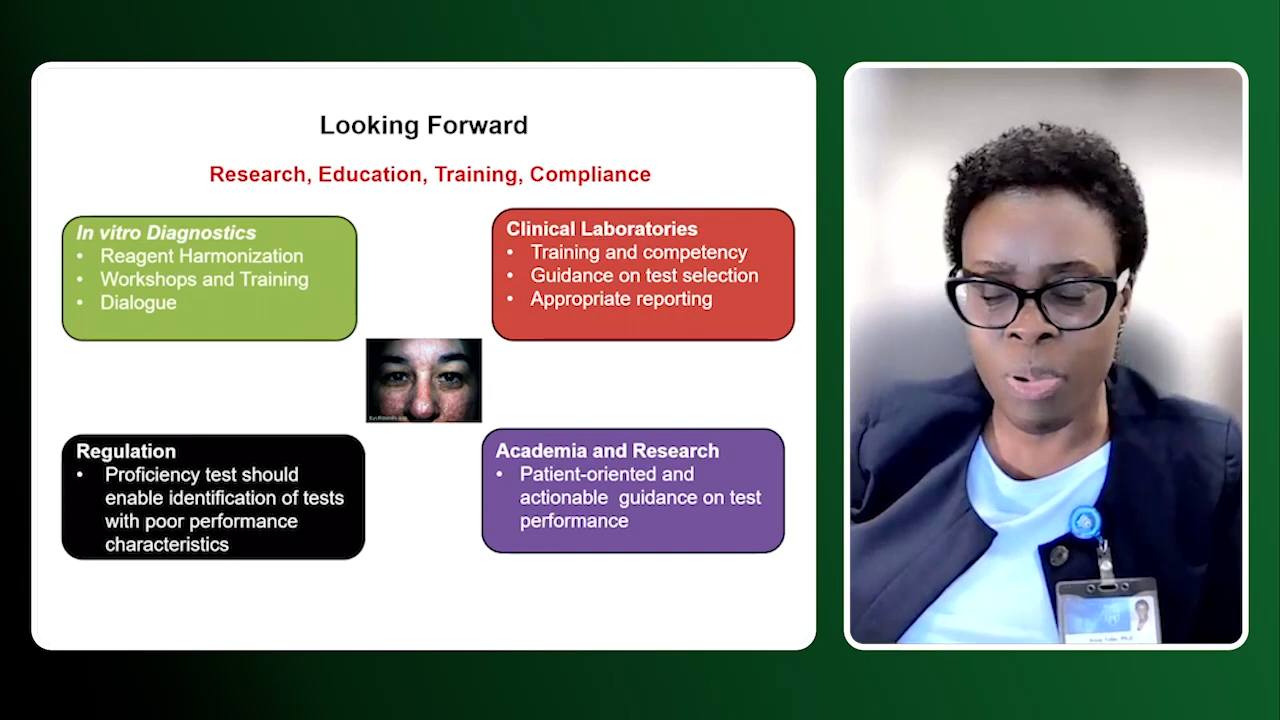 Looking Forward
Research, Education, Training, Compliance
In vitro Diagnostics
• Reagent Harmonization
• Workshops and Training
• Dialogue
Clinical Laboratories
• Training and competency
• Guidance on test selection
• Appropriate reporting
Regulation
• Proficiency test should
enable identification of tests
with poor performance
characteristics
Academia and Research
• Patient-oriented and
actionable guidance on test
performance